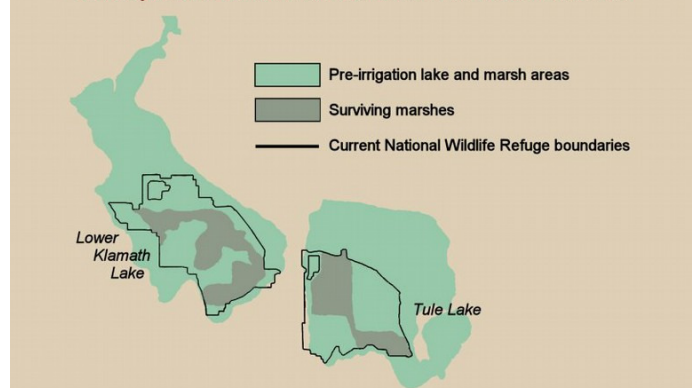 Pre-irrigation lake and marsh areas
Surviving marshes
Current National Wildlife Refuge boundaries
Lower
Klamath
Lake
Tule Lake